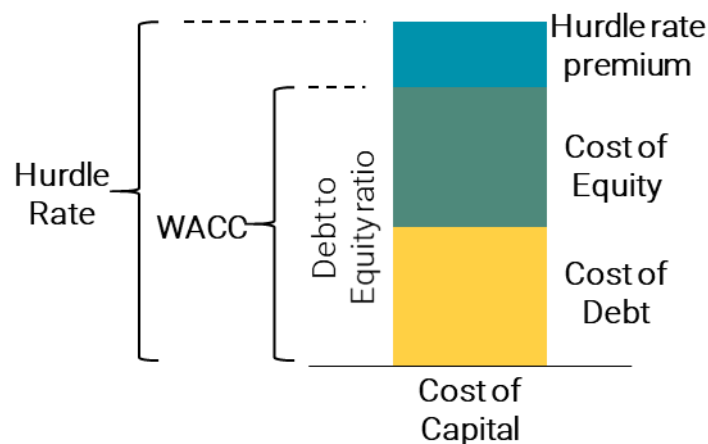 Hurdle rate
premium
Hurdle
Rate
WACC
Debt to
Equity ratio
Cost of
Equity
Cost of
Debt
Cost of
Capital